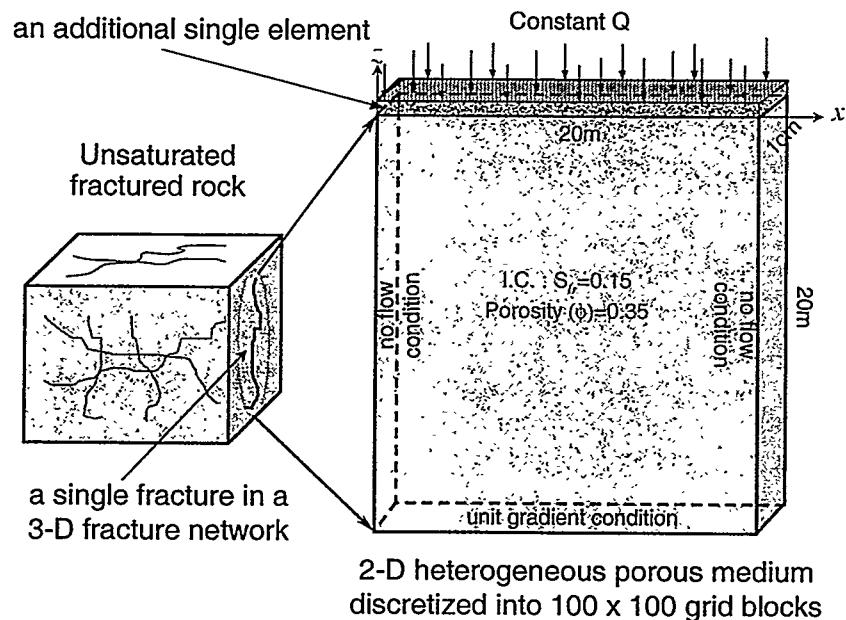 an additional single element
Constant Q
z
x
20m
1cm
Unsaturated
fractured rock
no flow
condition
I.C. : Sₗᵣ=0.15
Porosity (ϕ)=0.35
no flow
condition
20m
a single fracture in a
3-D fracture network
unit gradient condition
2-D heterogeneous porous medium
discretized into 100 x 100 grid blocks